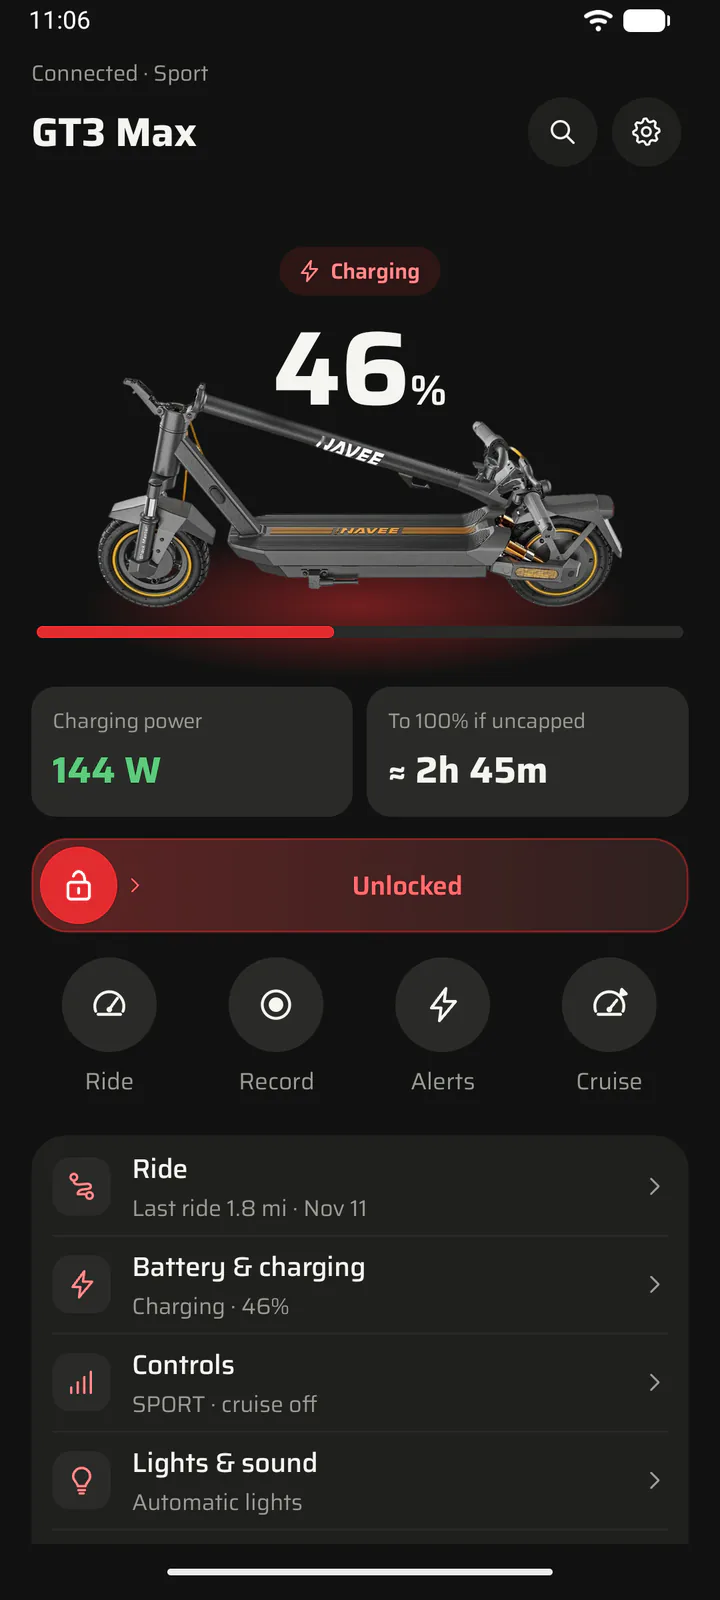 11:06
Connected · Sport
GT3 Max
Charging
46%
NAVEE
NAVEE
Charging power
144 W
To 100% if uncapped
≈ 2h 45m
Unlocked
Ride
Record
Alerts
Cruise
Ride
Last ride 1.8 mi · Nov 11
Battery & charging
Charging · 46%
Controls
SPORT · cruise off
Lights & sound
Automatic lights